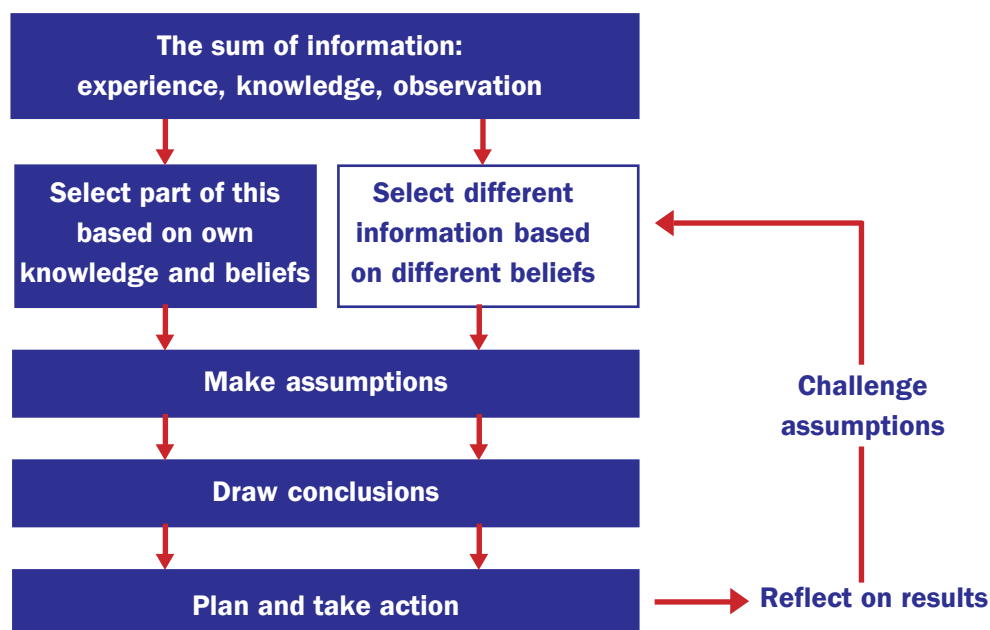 The sum of information:
experience, knowledge, observation
Select part of this
based on own
knowledge and beliefs
Select different
information based
on different beliefs
Make assumptions
Draw conclusions
Plan and take action
Reflect on results
Challenge
assumptions